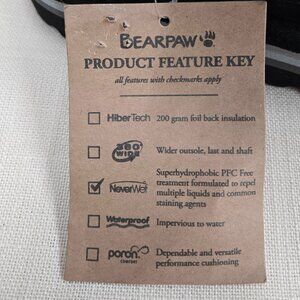 BEARPAW
PRODUCT FEATURE KEY
all features with checkmarks apply
HiberTech 200 gram foil back insulation
360° WIDE Wider outsole, last and shaft
Superhydrophobic PFC Free
NeverWet treatment formulated to repel
multiple liquids and common
staining agents
Waterproof Impervious to water
poron Dependable and versatile
COMFORT performance cushioning